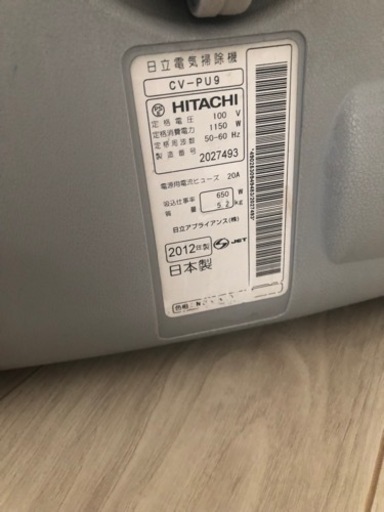 日立電気掃除機
CV-PU9
HITACHI
定格電圧 100 V
定格消費電力 1150 W
定格周波数 50-60 Hz
製造番号 2027493
電源用電流ヒューズ 20A
吸込仕事率 650 W
質量 5.2 kg
日立アプライアンス(株)
2012年製 JET
日本製
色相:N